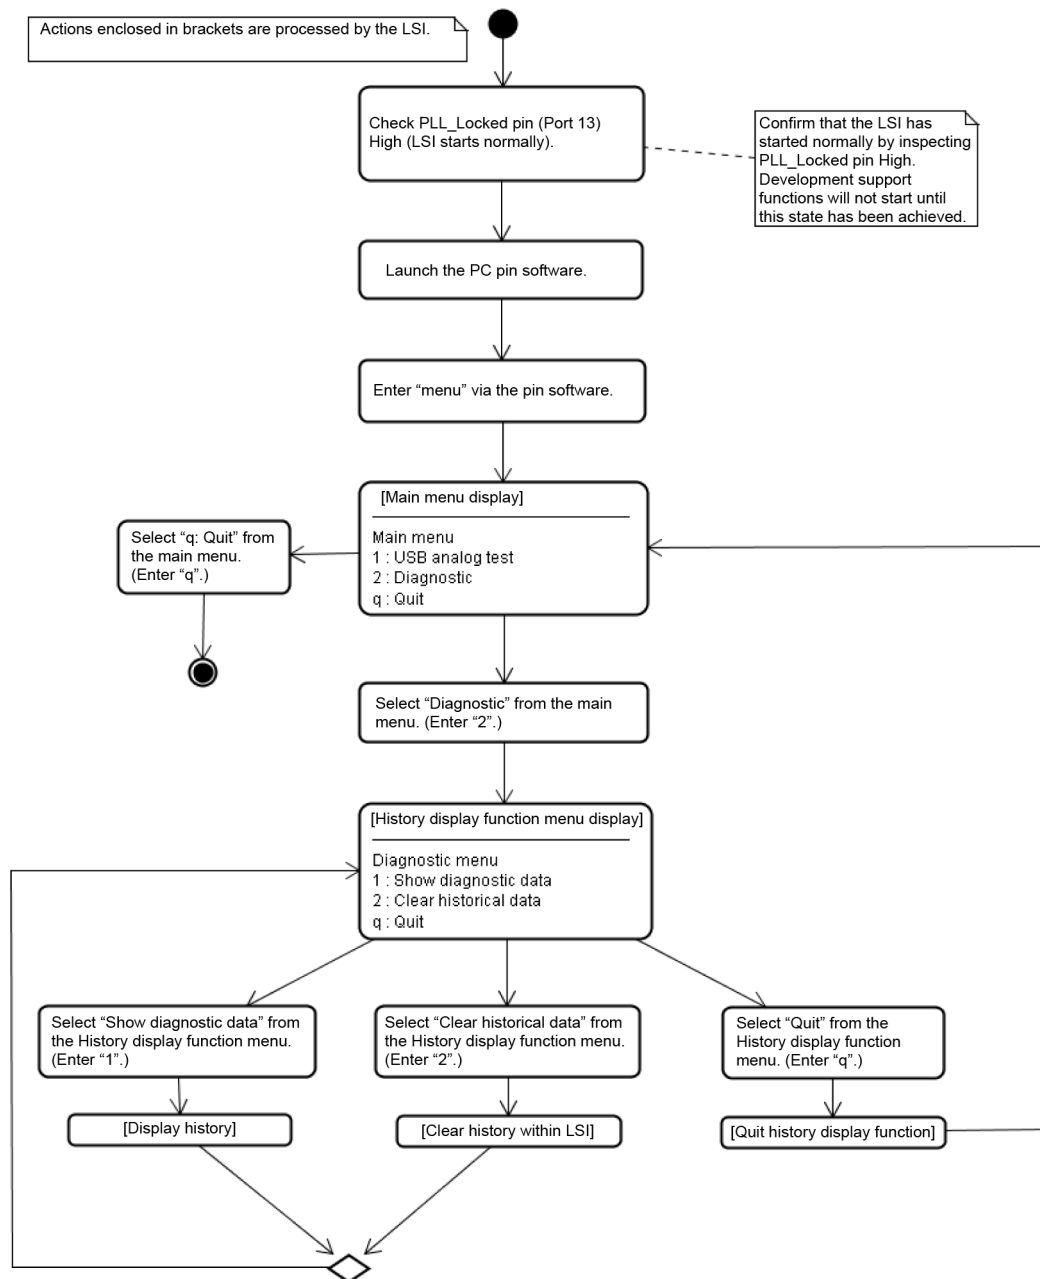 Actions enclosed in brackets are processed by the LSI.
Check PLL_Locked pin (Port 13)
High (LSI starts normally).
Confirm that the LSI has
started normally by inspecting
PLL_Locked pin High.
Development support
functions will not start until
this state has been achieved.
Launch the PC pin software.
Enter “menu” via the pin software.
[Main menu display]
Main menu
1 : USB analog test
2 : Diagnostic
q : Quit
Select “q: Quit” from
the main menu.
(Enter “q”.)
Select “Diagnostic” from the main
menu. (Enter “2”.)
[History display function menu display]
Diagnostic menu
1 : Show diagnostic data
2 : Clear historical data
q : Quit
Select “Show diagnostic data” from
the History display function menu.
(Enter “1”.)
Select “Clear historical data” from
the History display function menu.
(Enter “2”.)
Select “Quit” from the
History display function
menu. (Enter “q”.)
[Display history]
[Clear history within LSI]
[Quit history display function]